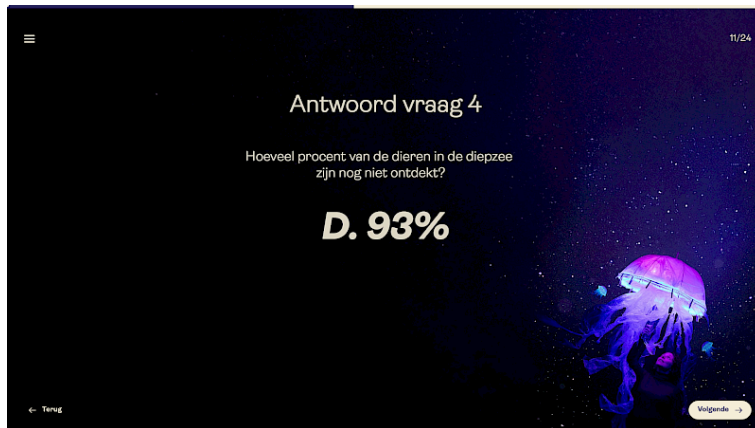 11/24
Antwoord vraag 4
Hoeveel procent van de dieren in de diepzee
zijn nog niet ontdekt?
D. 93%
← Terug
Volgende →